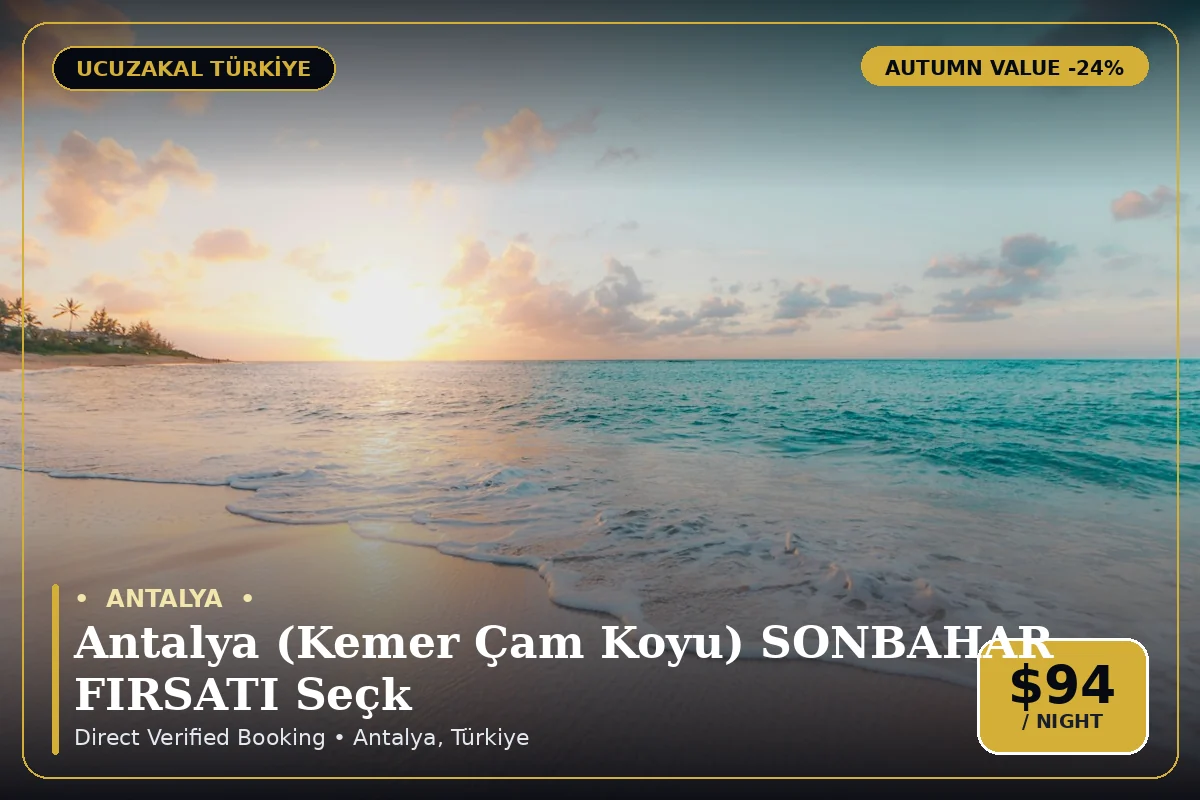 UCUZAKAL TÜRKİYE
AUTUMN VALUE -24%
• ANTALYA •
Antalya (Kemer Çam Koyu) SONBAHAR
FIRSATI Seçk
$94
/ NIGHT
Direct Verified Booking • Antalya, Türkiye